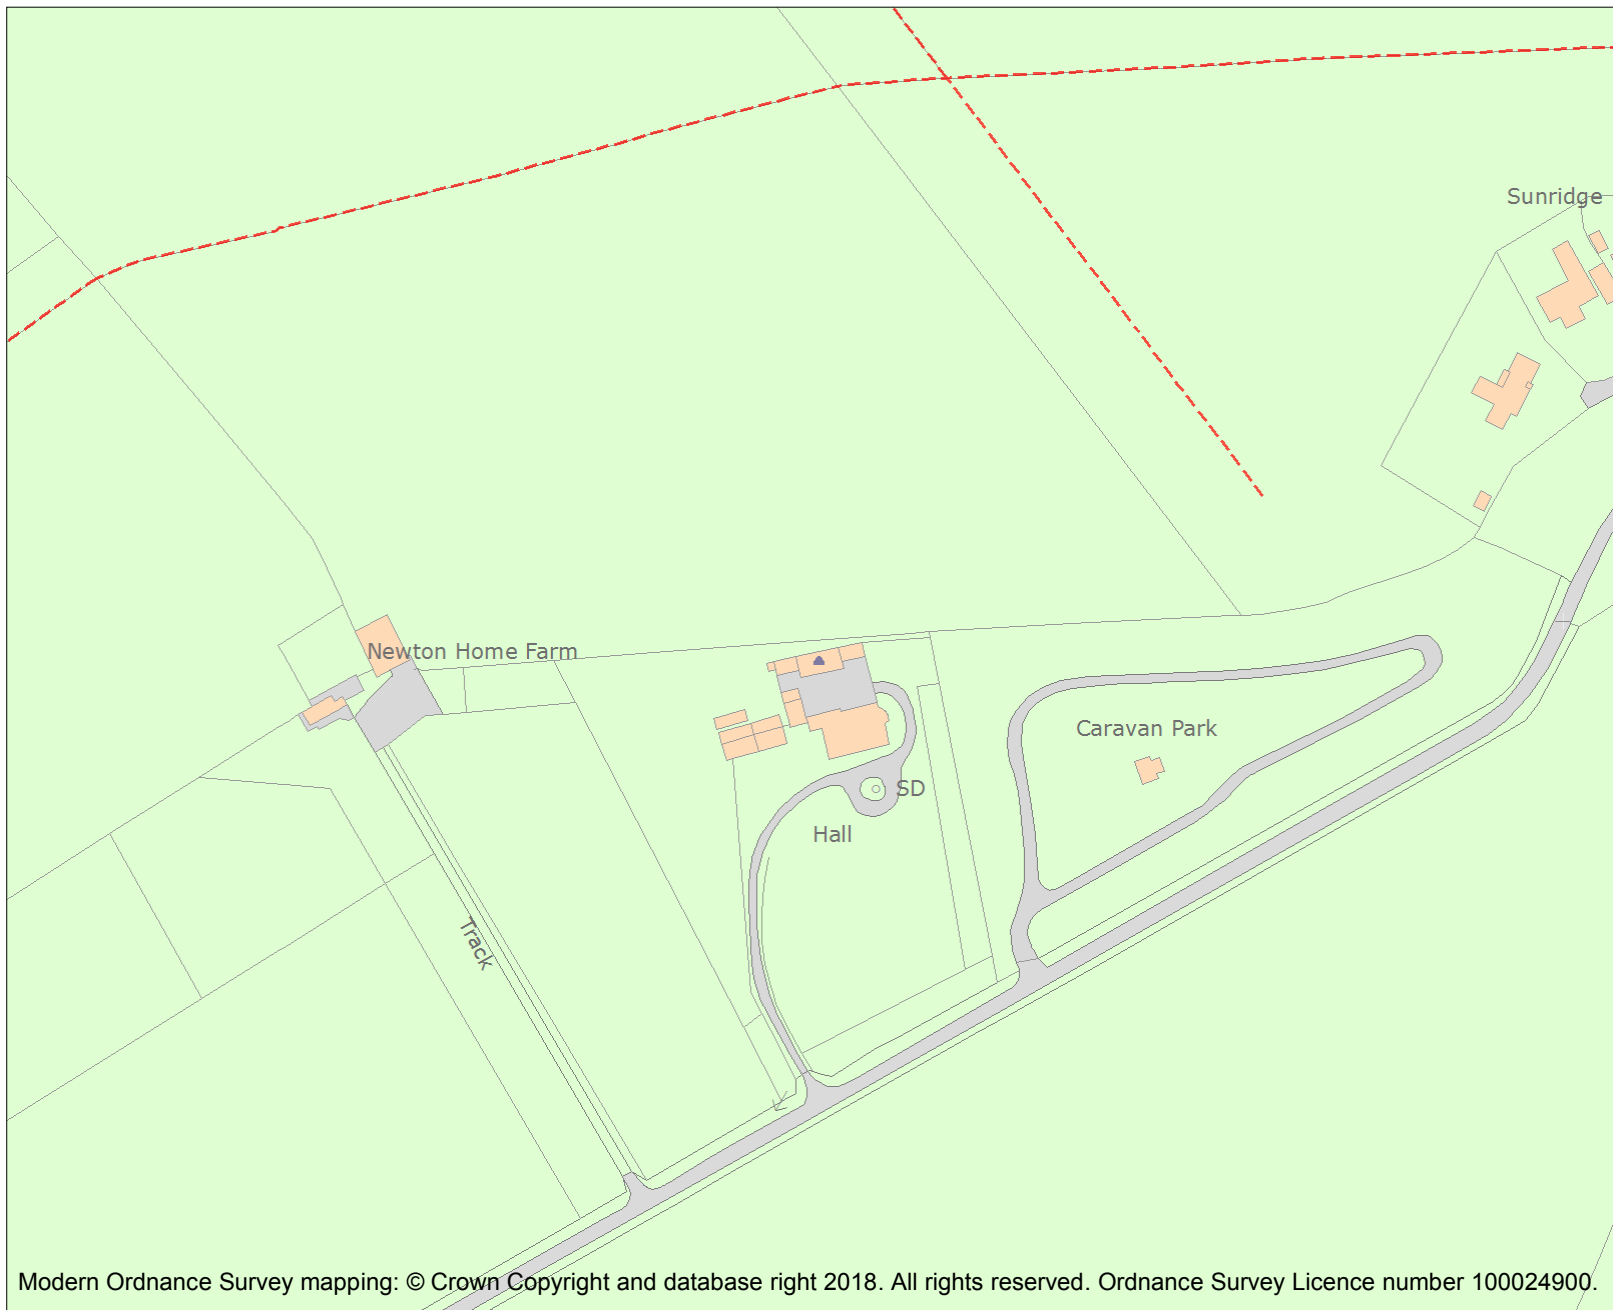 Sunridge
Newton Home Farm
Caravan Park
SD
Hall
Track
Modern Ordnance Survey mapping: © Crown Copyright and database right 2018. All rights reserved. Ordnance Survey Licence number 100024900.